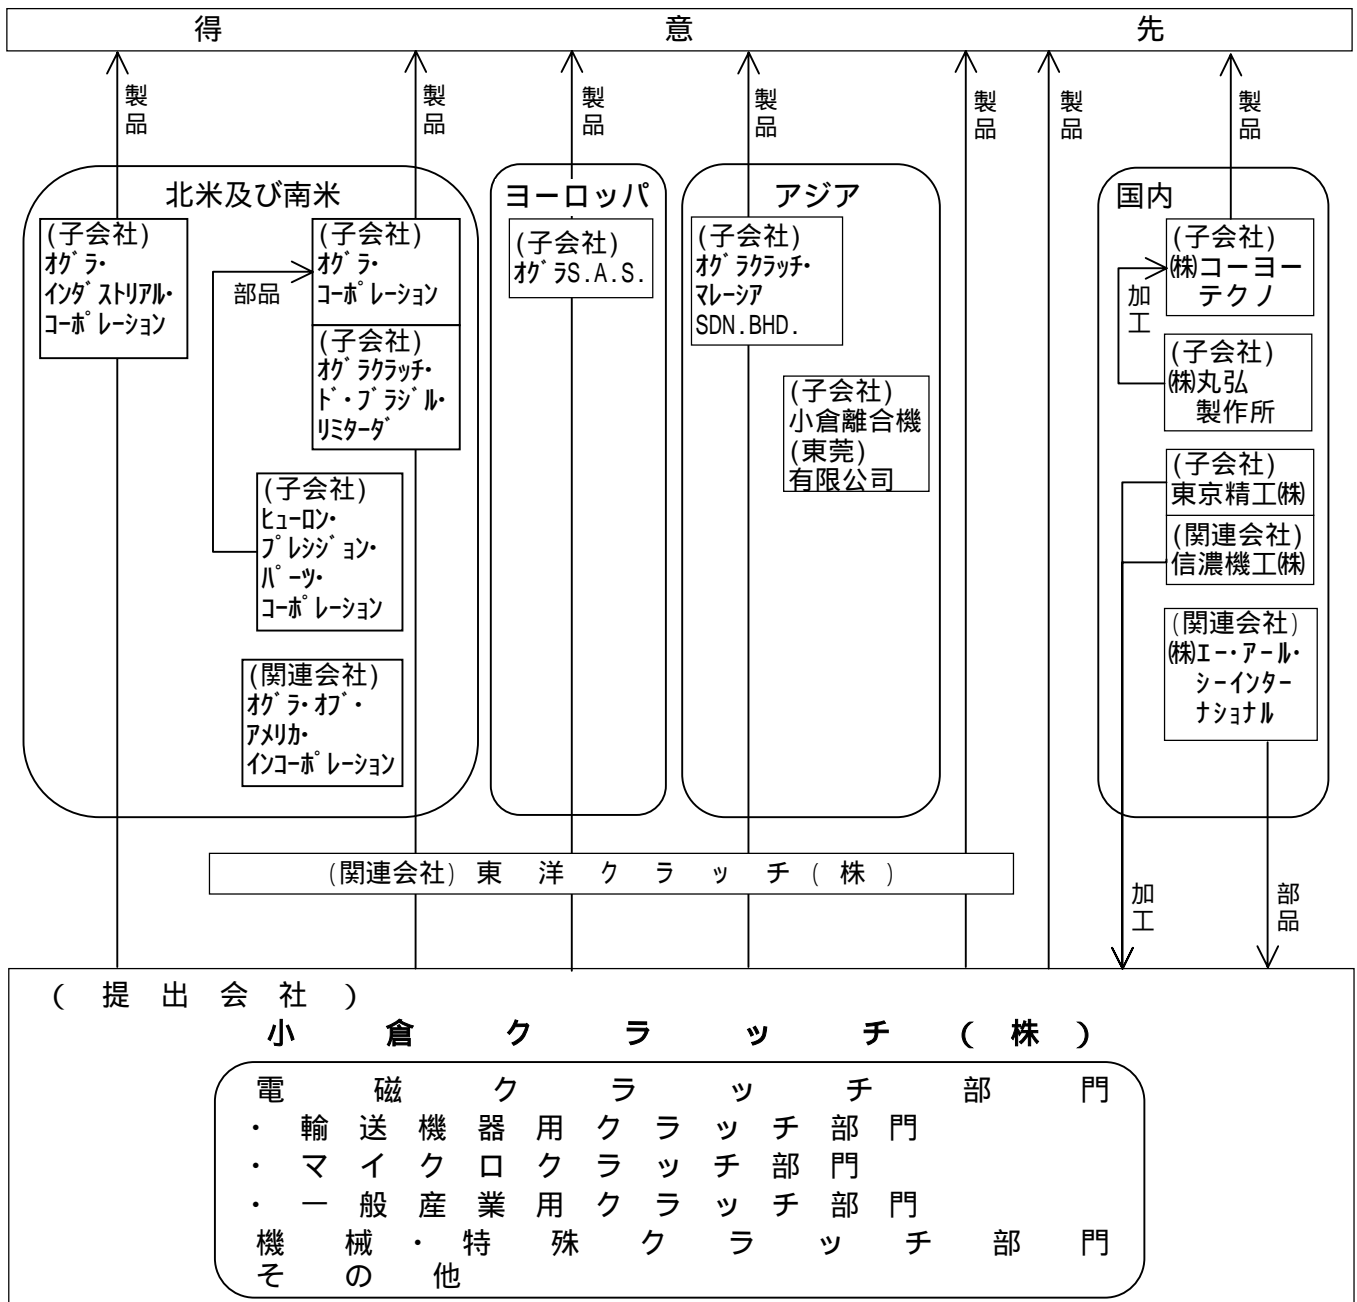 得意先
製品
製品
製品
製品
製品
製品
製品
北米及び南米
(子会社)
オグラ・
インダストリアル・
コーポレーション
部品
(子会社)
オグラ・
コーポレーション
(子会社)
オグラクラッチ・
ド・ブラジル・
リミターダ
(子会社)
ヒューロン・
プレシジョン・
パーツ・
コーポレーション
(関連会社)
オグラ・オブ・
アメリカ・
インコーポレーション
ヨーロッパ
(子会社)
オグラS.A.S.
アジア
(子会社)
オグラクラッチ・
マレーシア
SDN.BHD.
(子会社)
小倉離合機
(東莞)
有限公司
国内
(子会社)
㈱コーヨー
テクノ
加工
(子会社)
㈱丸弘
製作所
(子会社)
東京精工㈱
(関連会社)
信濃機工㈱
(関連会社)
㈱エー・アール・
シーインター
ナショナル
(関連会社)東洋クラッチ(株)
加工
部品
(提出会社)
小倉クラッチ(株)
電磁クラッチ部門
・輸送機器用クラッチ部門
・マイクロクラッチ部門
・一般産業用クラッチ部門
機械・特殊クラッチ部門
その他